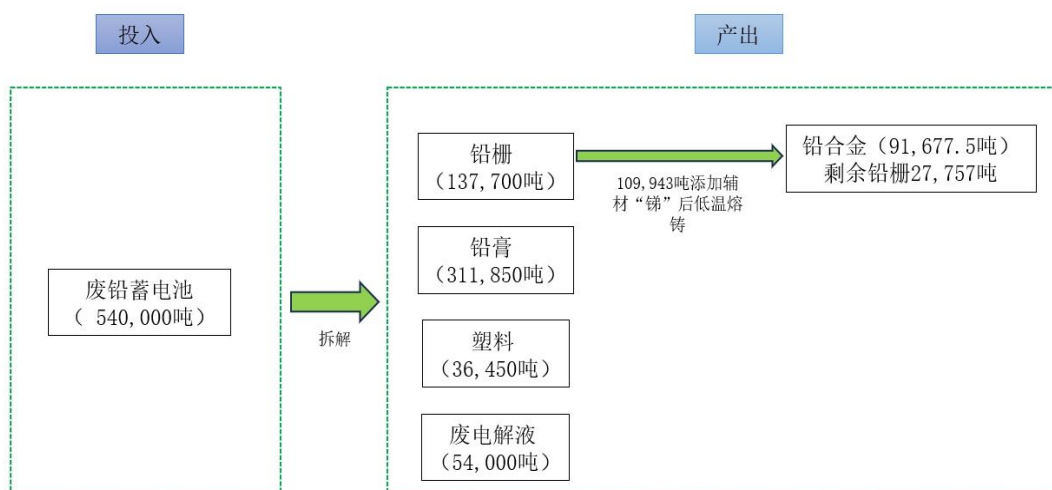 投入
产出
废铅蓄电池
（ 540,000吨）
拆解
铅栅
（137,700吨）
109,943吨添加辅
材“锑”后低温熔
铸
铅合金（91,677.5吨）
剩余铅栅27,757吨
铅膏
（311,850吨）
塑料
（36,450吨）
废电解液
（54,000吨）